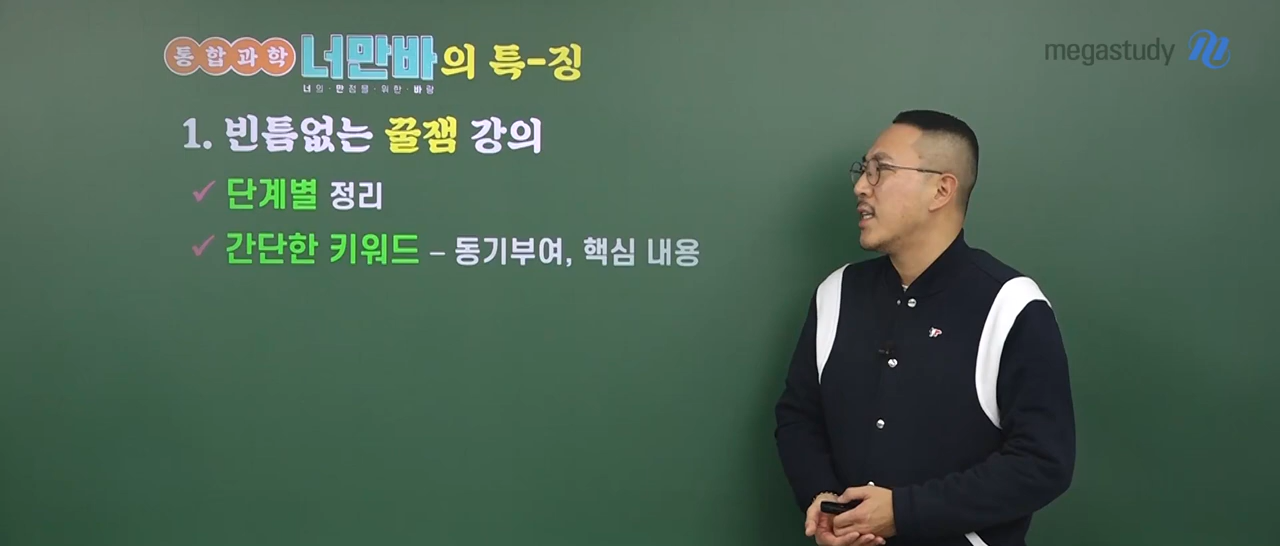 통합과학 너만바의 특-징
너의·만점을·위한·바람
megastudy
1. 빈틈없는 꿀잼 강의
✓ 단계별 정리
✓ 간단한 키워드 – 동기부여, 핵심 내용